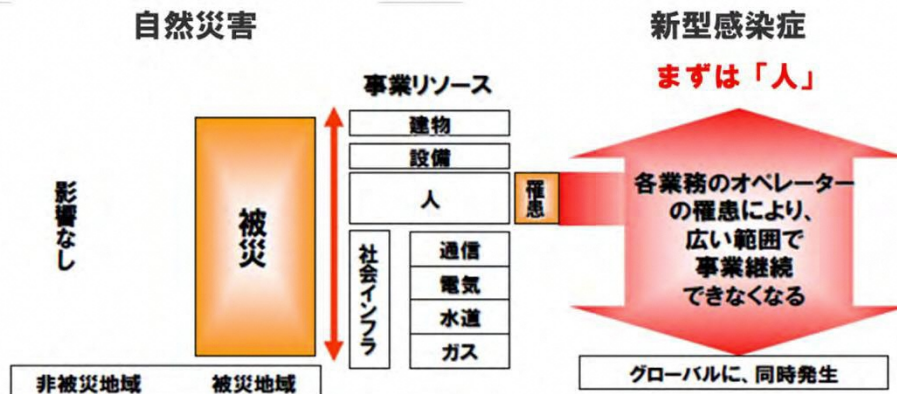 自然災害
新型感染症
まずは「人」
事業リソース
建物
設備
人
罹患
社会インフラ
通信
電気
水道
ガス
影響なし
被災
非被災地域
被災地域
各業務のオペレーター
の罹患により、
広い範囲で
事業継続
できなくなる
グローバルに、同時発生